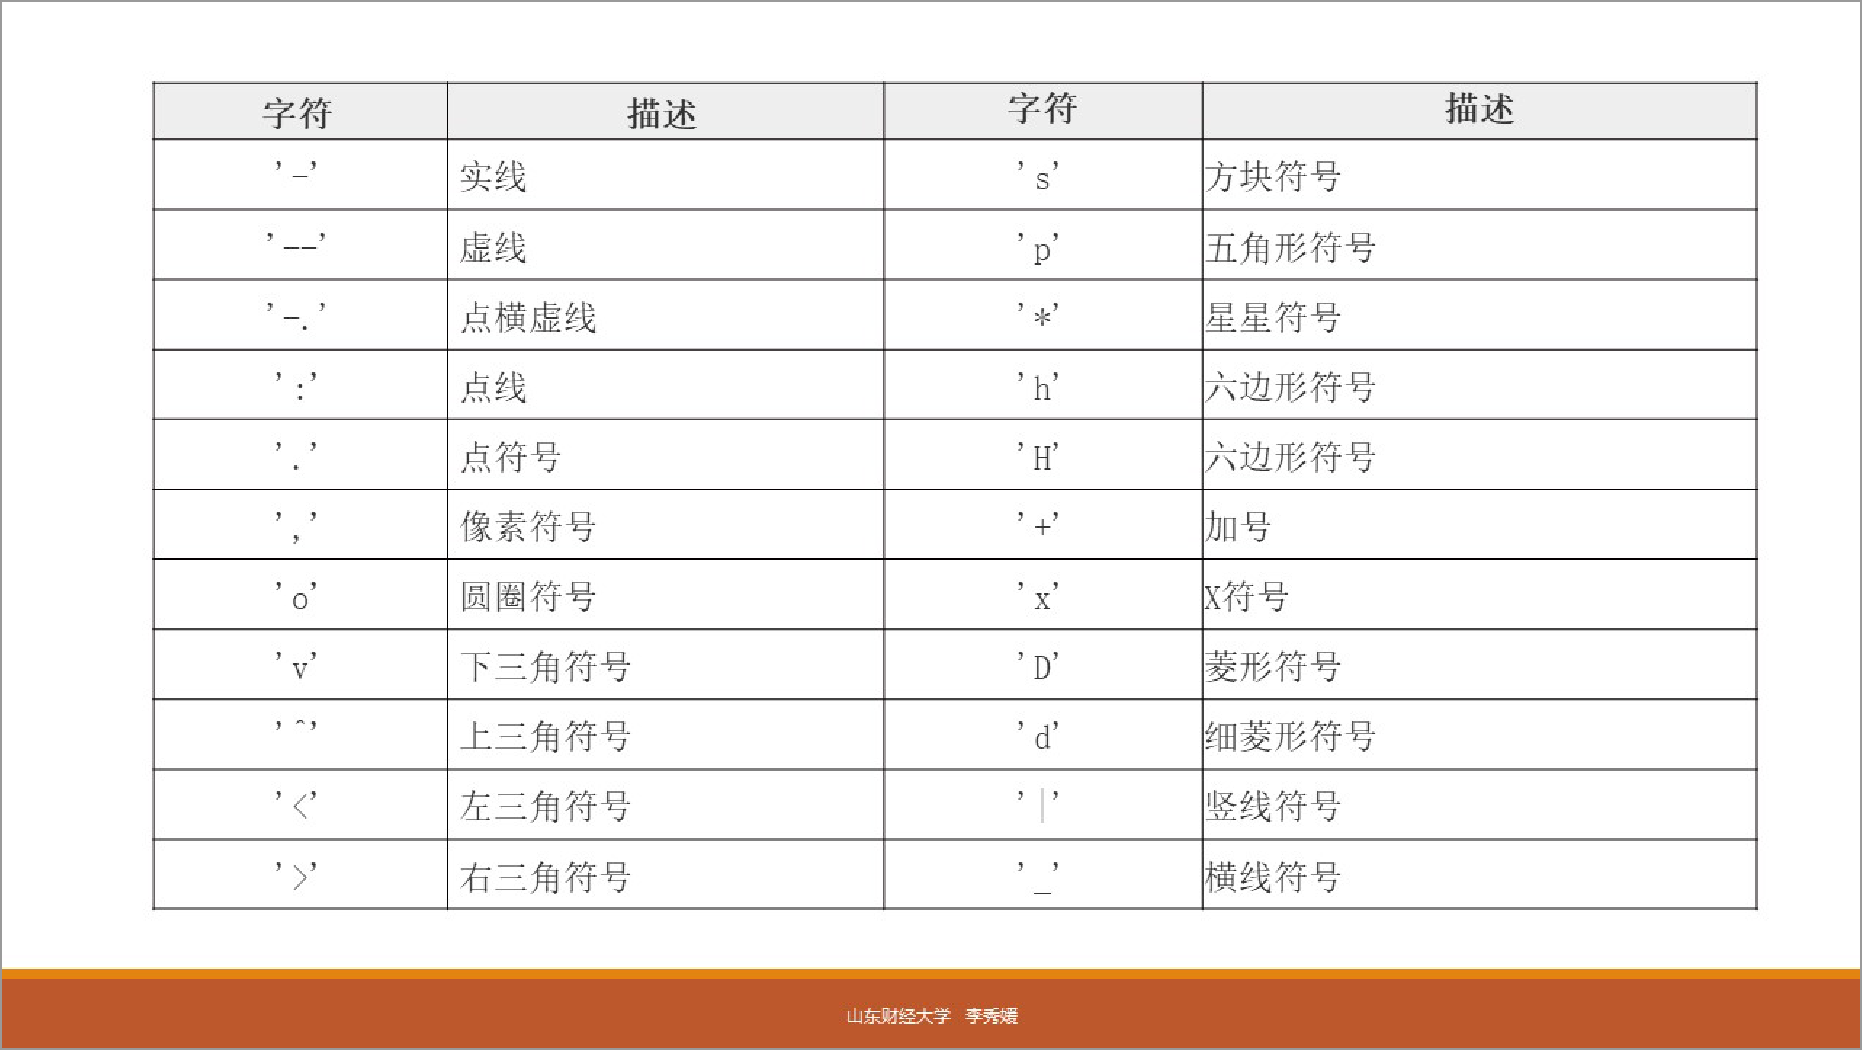 字符 描述 字符 描述
'-' 实线 's' 方块符号
'--' 虚线 'p' 五角形符号
'-.' 点横虚线 '*' 星星符号
':' 点线 'h' 六边形符号
'.' 点符号 'H' 六边形符号
',' 像素符号 '+' 加号
'o' 圆圈符号 'x' X符号
'v' 下三角符号 'D' 菱形符号
'^' 上三角符号 'd' 细菱形符号
'<' 左三角符号 '|' 竖线符号
'>' 右三角符号 '_' 横线符号
山东财经大学 李秀媛